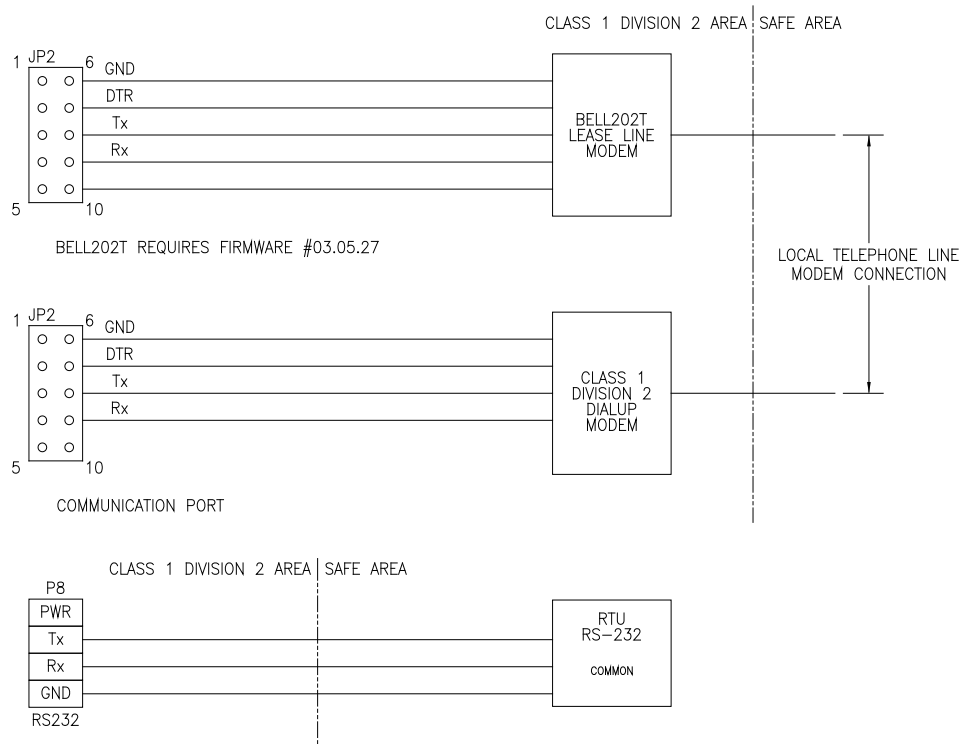 CLASS 1 DIVISION 2 AREA SAFE AREA
1 JP2 6 GND
DTR
Tx
Rx
5 10
BELL202T
LEASE LINE
MODEM
BELL202T REQUIRES FIRMWARE #03.05.27
LOCAL TELEPHONE LINE
MODEM CONNECTION
1 JP2 6 GND
DTR
Tx
Rx
5 10
CLASS 1
DIVISION 2
DIALUP
MODEM
COMMUNICATION PORT
CLASS 1 DIVISION 2 AREA SAFE AREA
P8
PWR
Tx
Rx
GND
RS232
RTU
RS-232
COMMON